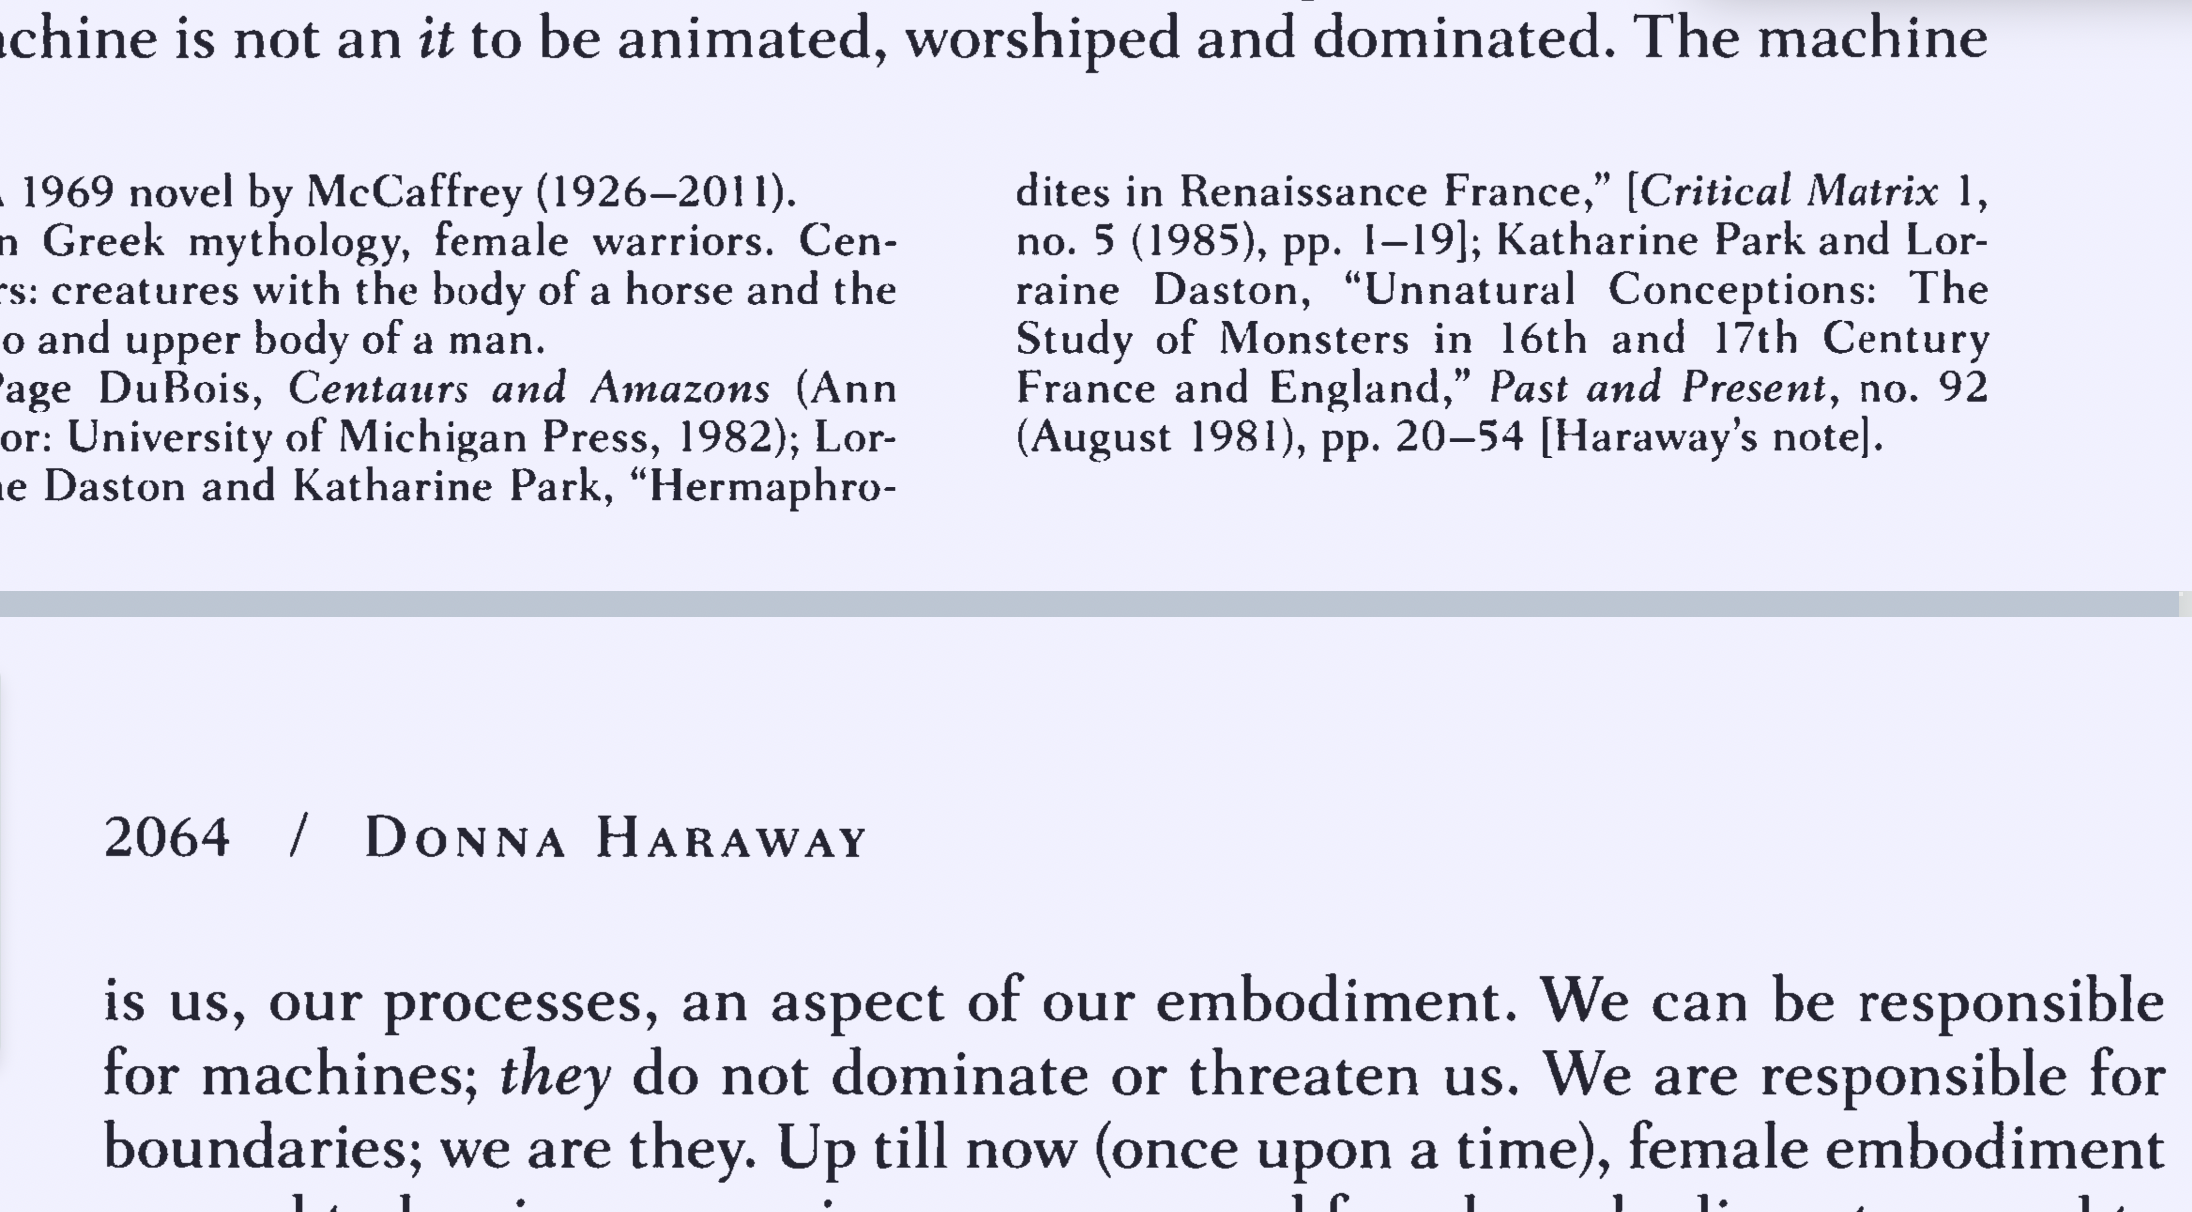 achine is not an it to be animated, worshiped and dominated. The machine
1969 novel by McCaffrey (1926–2011).
n Greek mythology, female warriors. Cen-
rs: creatures with the body of a horse and the
o and upper body of a man.
Page DuBois, Centaurs and Amazons (Ann
or: University of Michigan Press, 1982); Lor-
ne Daston and Katharine Park, “Hermaphro-
dites in Renaissance France,” [Critical Matrix 1,
no. 5 (1985), pp. 1–19]; Katharine Park and Lor-
raine Daston, “Unnatural Conceptions: The
Study of Monsters in 16th and 17th Century
France and England,” Past and Present, no. 92
(August 1981), pp. 20–54 [Haraway’s note].
2064 / DONNA HARAWAY
is us, our processes, an aspect of our embodiment. We can be responsible
for machines; they do not dominate or threaten us. We are responsible for
boundaries; we are they. Up till now (once upon a time), female embodiment